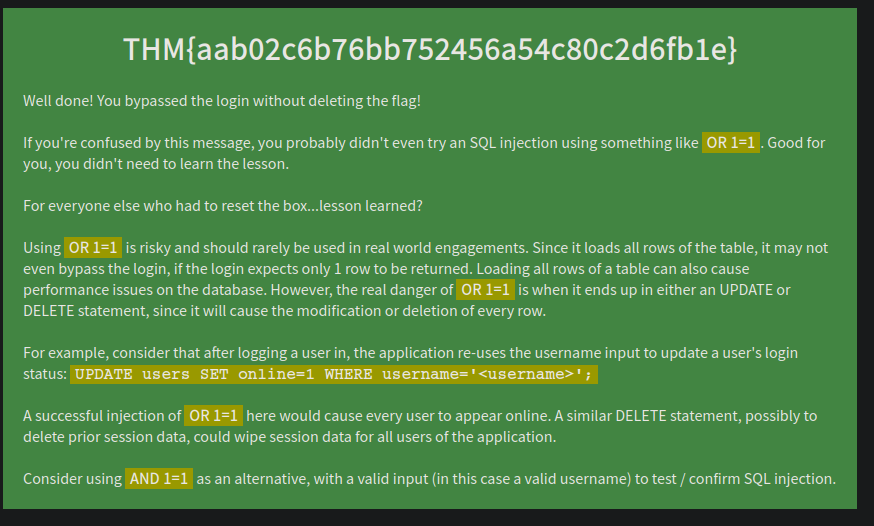 THM{aab02c6b76bb752456a54c80c2d6fb1e}
Well done! You bypassed the login without deleting the flag!
If you're confused by this message, you probably didn't even try an SQL injection using something like OR 1=1. Good for
you, you didn't need to learn the lesson.
For everyone else who had to reset the box...lesson learned?
Using OR 1=1 is risky and should rarely be used in real world engagements. Since it loads all rows of the table, it may not
even bypass the login, if the login expects only 1 row to be returned. Loading all rows of a table can also cause
performance issues on the database. However, the real danger of OR 1=1 is when it ends up in either an UPDATE or
DELETE statement, since it will cause the modification or deletion of every row.
For example, consider that after logging a user in, the application re-uses the username input to update a user's login
status: UPDATE users SET online=1 WHERE username='<username>';
A successful injection of OR 1=1 here would cause every user to appear online. A similar DELETE statement, possibly to
delete prior session data, could wipe session data for all users of the application.
Consider using AND 1=1 as an alternative, with a valid input (in this case a valid username) to test / confirm SQL injection.